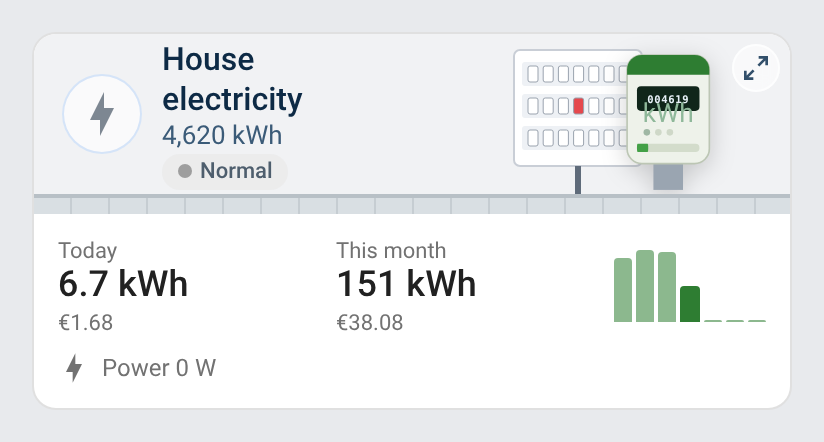 House
electricity
4,620 kWh
Normal
004619
kWh
Today
6.7 kWh
€1.68
This month
151 kWh
€38.08
Power 0 W